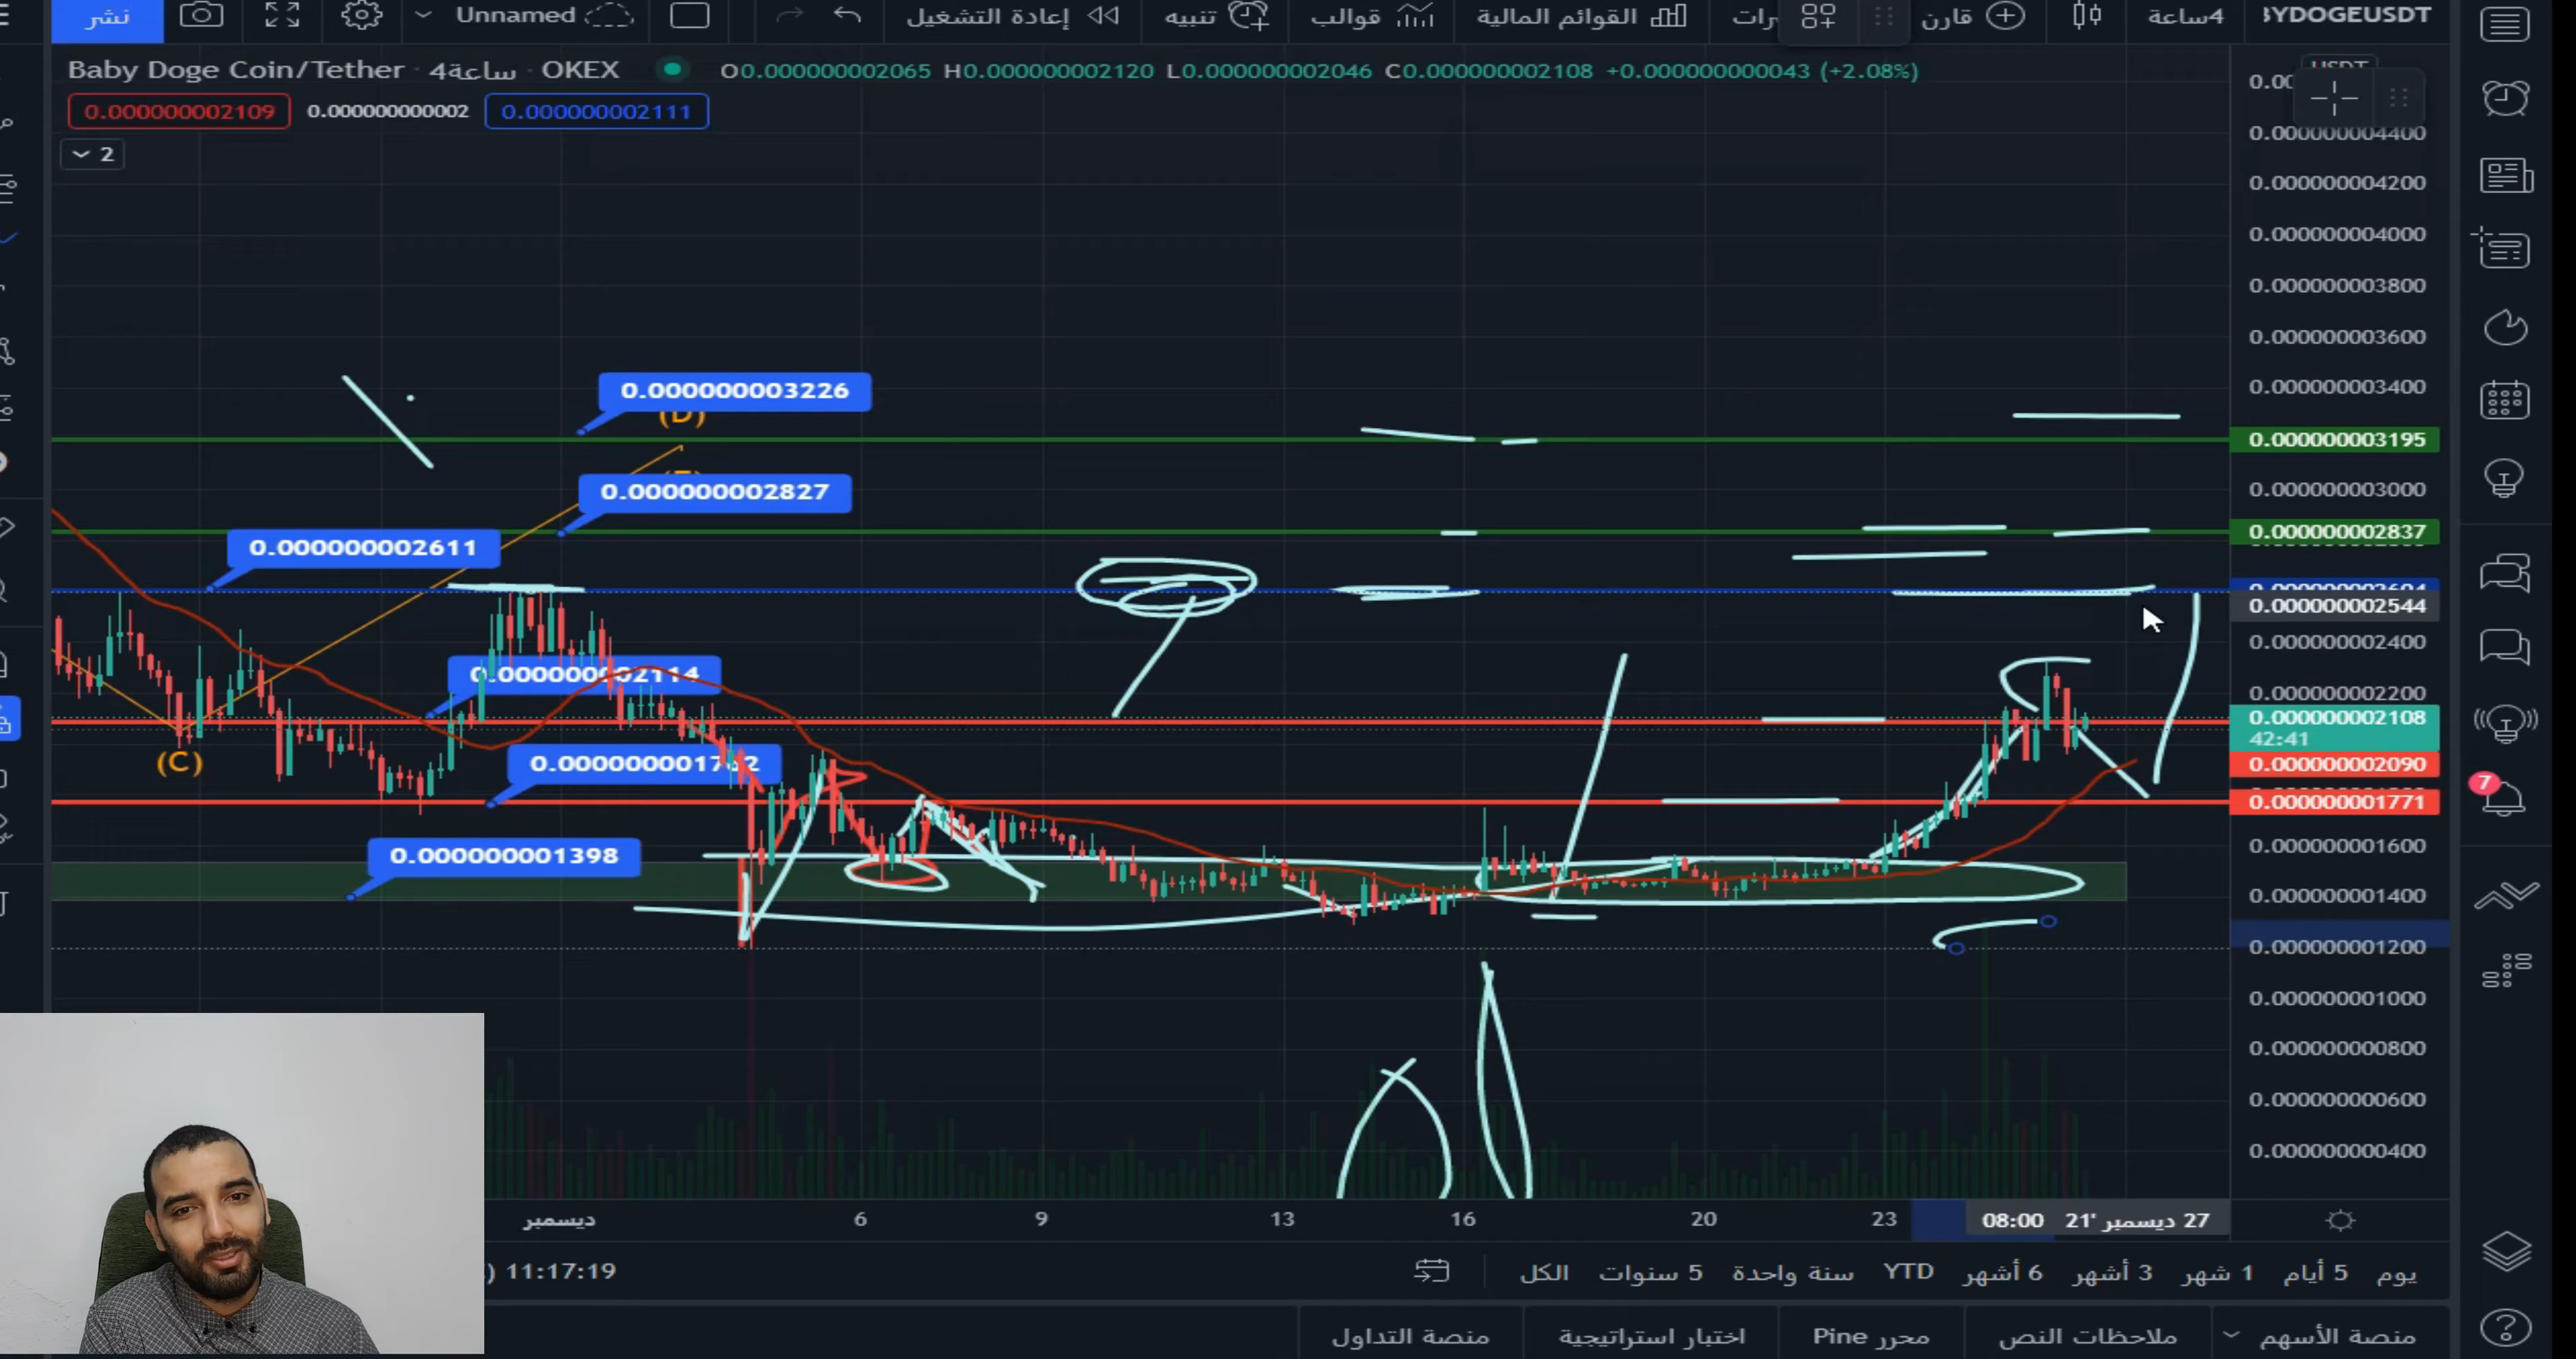 نشر
Unnamed
إعادة التشغيل
تنبيه
قوالب
القوائم المالية
قارن
4ساعة
YDOGEUSDT
Baby Doge Coin/Tether · 4ساعة · OKEX
O0.000000002065 H0.000000002120 L0.000000002046 C0.000000002108 +0.000000000043 (+2.08%)
0.000000002109 0.000000000002 0.000000002111
2
0.000000004400
0.000000004200
0.000000004000
0.000000003800
0.000000003600
0.000000003400
0.000000003226
(D)
0.000000003195
0.000000002827
0.000000003000
0.000000002837
0.000000002611
0.000000002544
0.000000002400
0.000000002114
0.000000002200
0.000000002108
42:41
(C)
0.000000002090
0.000000001771
0.000000001600
0.000000001398
0.000000001400
0.000000001200
0.000000001000
0.000000000800
0.000000000600
0.000000000400
7
ديسمبر 6 9 13 16 20 23
27 ديسمبر '21 08:00
11:17:19
يوم 5 أيام 1 شهر 3 أشهر 6 أشهر YTD سنة واحدة 5 سنوات الكل
منصة الأسهم ملاحظات النص محرر Pine اختبار استراتيجية منصة التداول